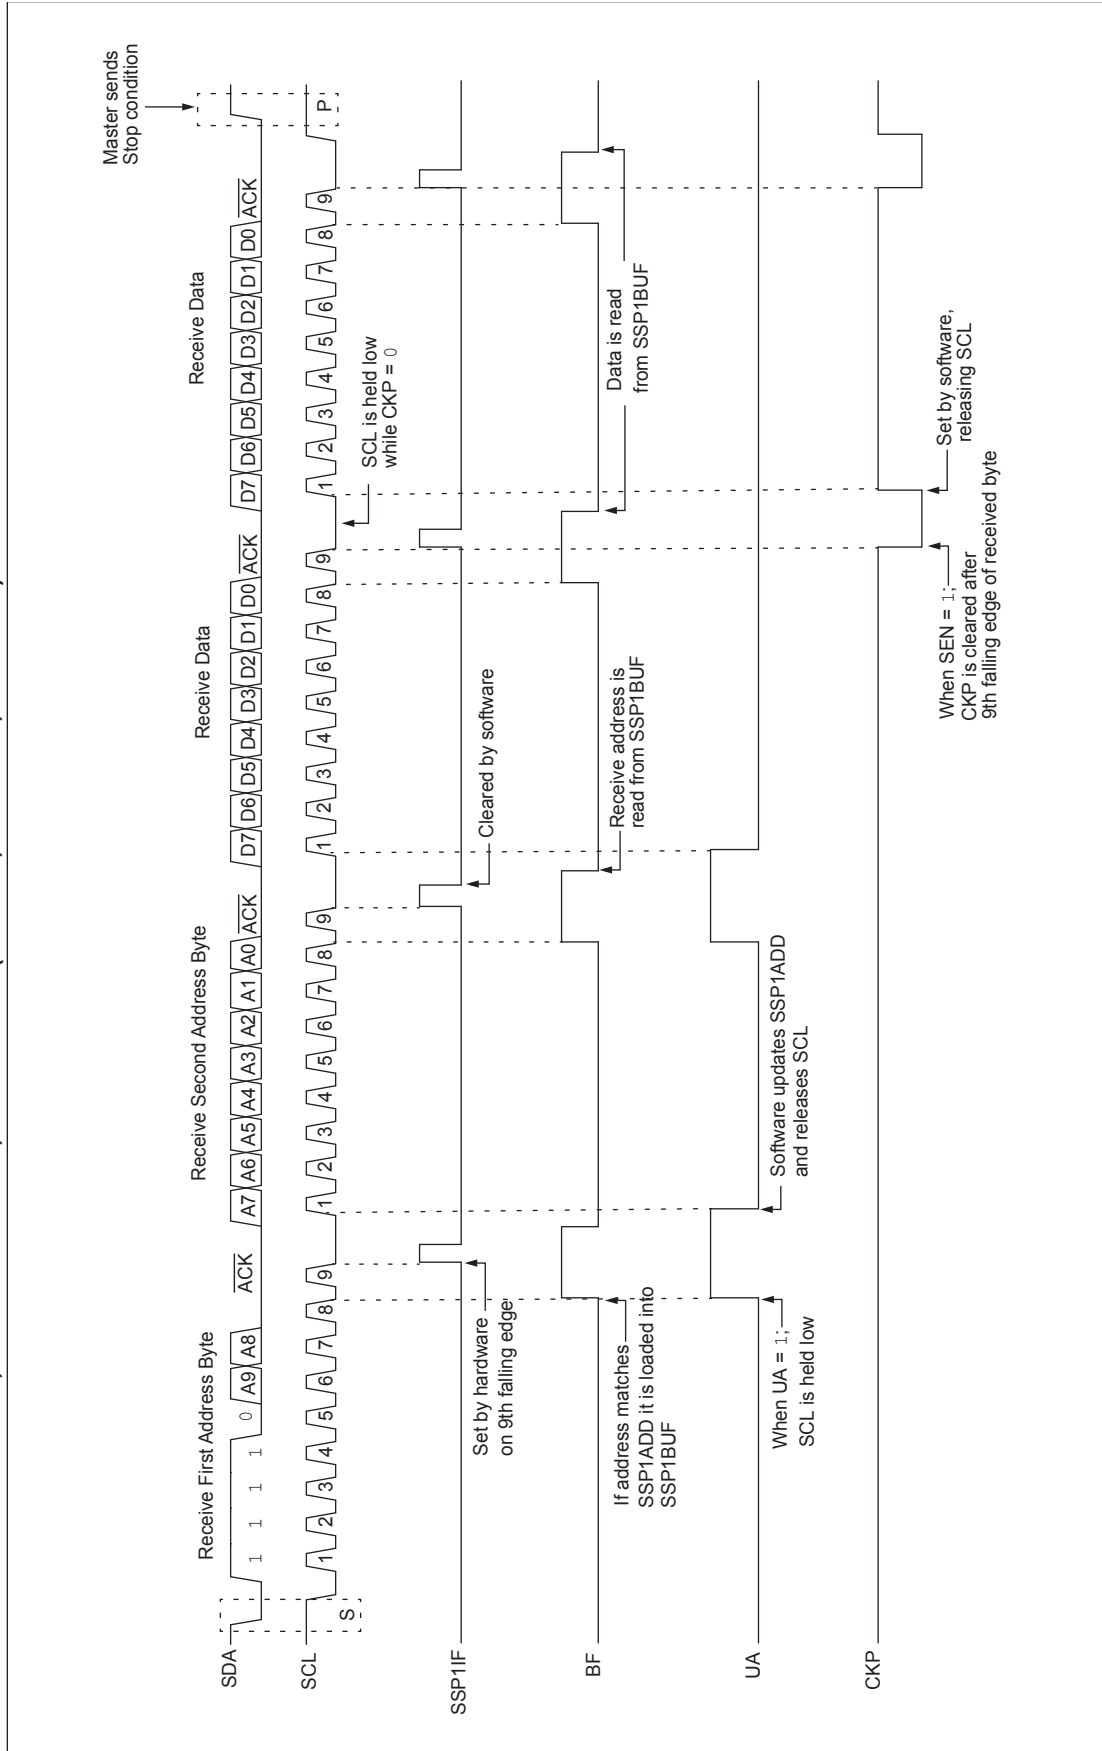 Master sends
Stop condition
Receive First Address Byte
Receive Second Address Byte
Receive Data
Receive Data
SDA
1 1 1 1 0 A9 A8 ACK
A7 A6 A5 A4 A3 A2 A1 A0 ACK
D7 D6 D5 D4 D3 D2 D1 D0 ACK
D7 D6 D5 D4 D3 D2 D1 D0 ACK
SCL
S
1 2 3 4 5 6 7 8 9
1 2 3 4 5 6 7 8 9
1 2 3 4 5 6 7 8 9
1 2 3 4 5 6 7 8 9
P
SCL is held low
while CKP = 0
SSP1IF
Set by hardware
on 9th falling edge
Cleared by software
BF
If address matches
SSP1ADD it is loaded into
SSP1BUF
Receive address is
read from SSP1BUF
Data is read
from SSP1BUF
UA
When UA = 1;
SCL is held low
Software updates SSP1ADD
and releases SCL
CKP
When SEN = 1;
CKP is cleared after
9th falling edge of received byte
Set by software,
releasing SCL